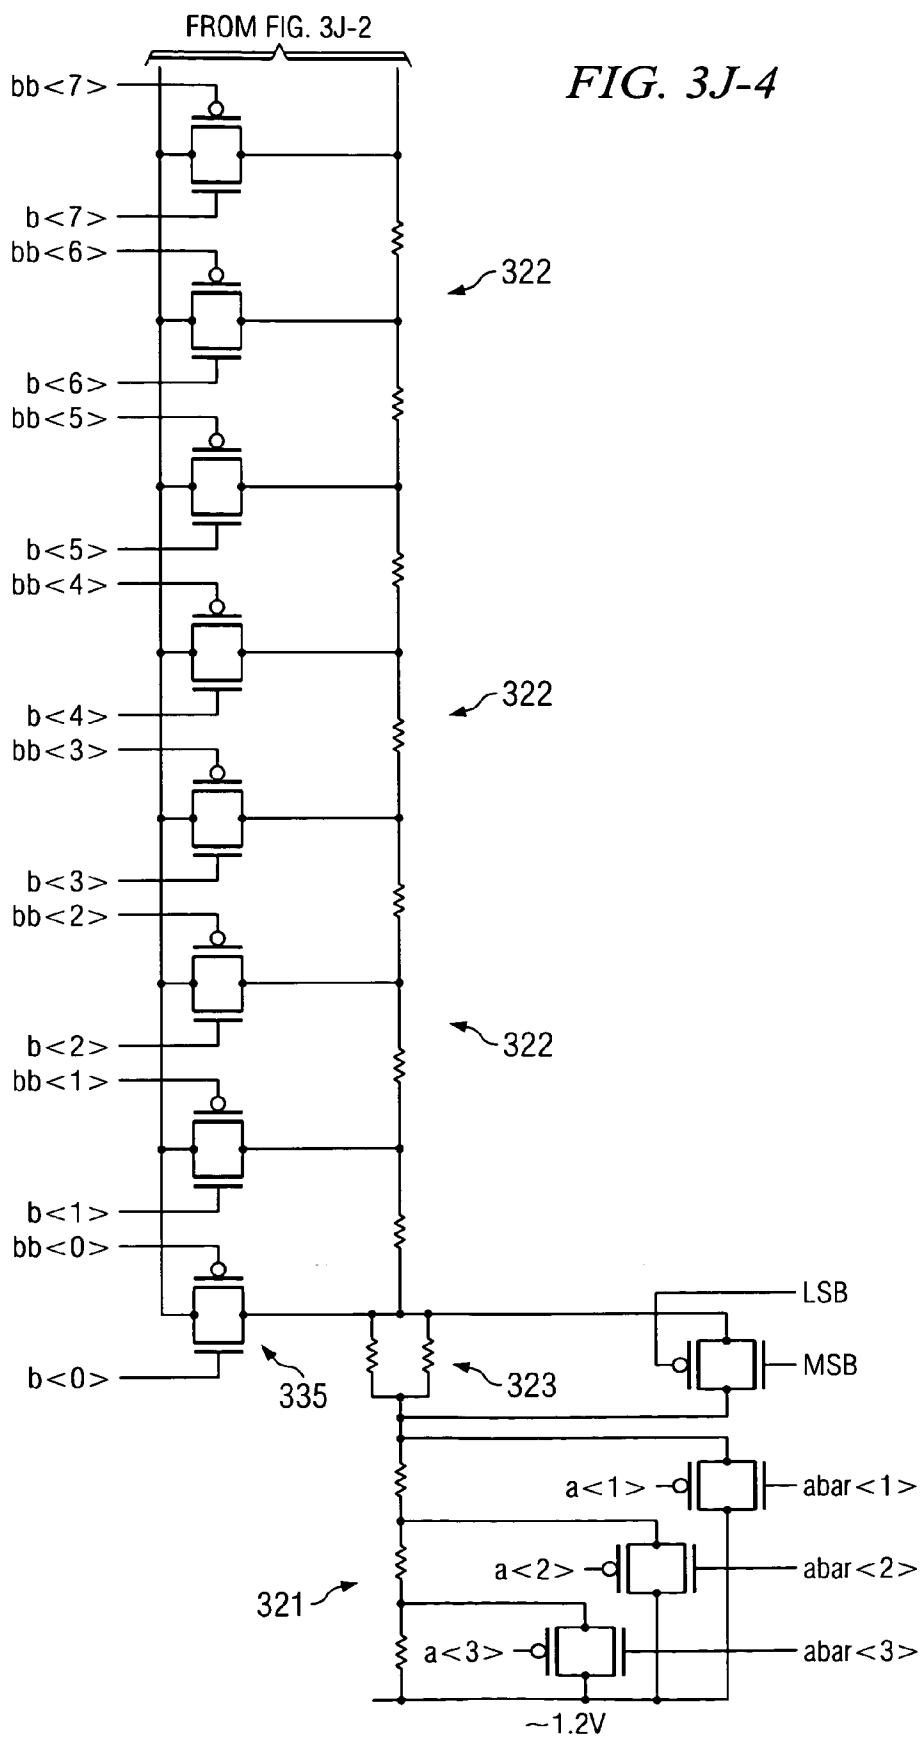 FROM FIG. 3J-2
FIG. 3J-4
bb<7>
b<7>
bb<6>
322
b<6>
bb<5>
b<5>
bb<4>
322
b<4>
bb<3>
b<3>
bb<2>
322
b<2>
bb<1>
b<1>
bb<0>
LSB
MSB
b<0>
335
323
a<1>
abar<1>
a<2>
abar<2>
321
a<3>
abar<3>
~1.2V